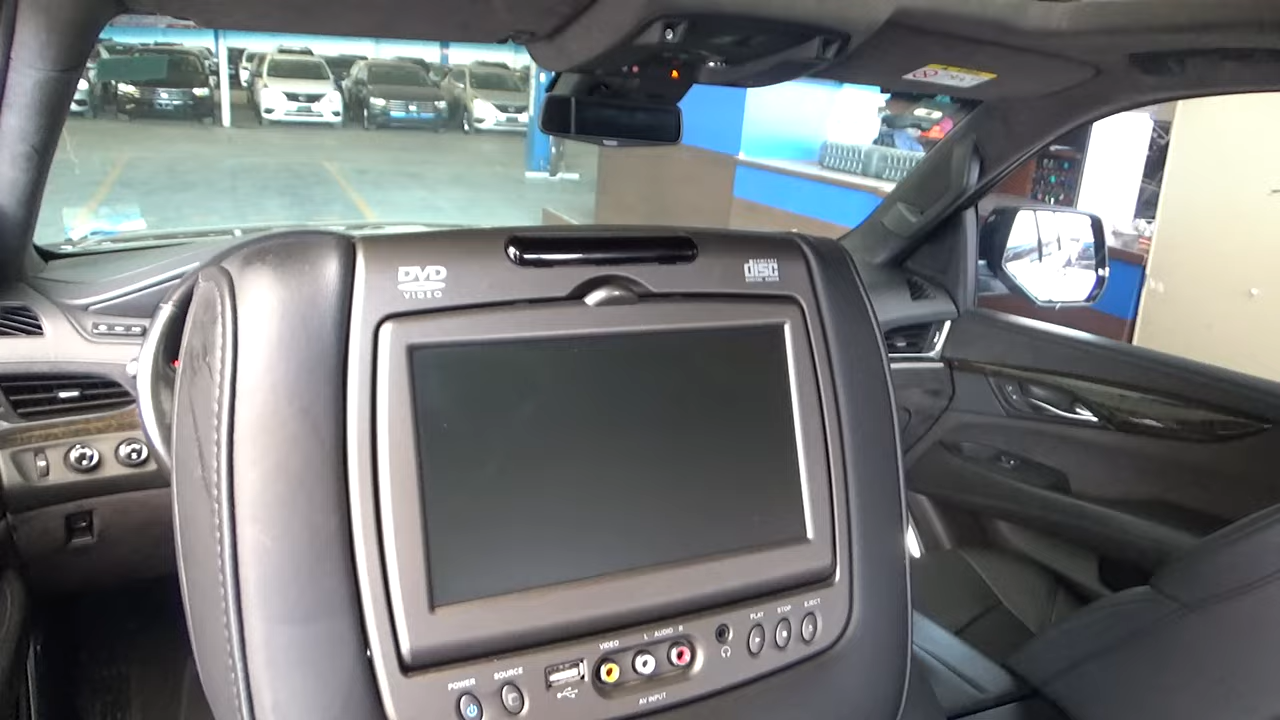 DVD
VIDEO
COMPACT
disc
DIGITAL AUDIO
POWER
SOURCE
VIDEO
L AUDIO R
AV INPUT
PLAY
STOP
EJECT